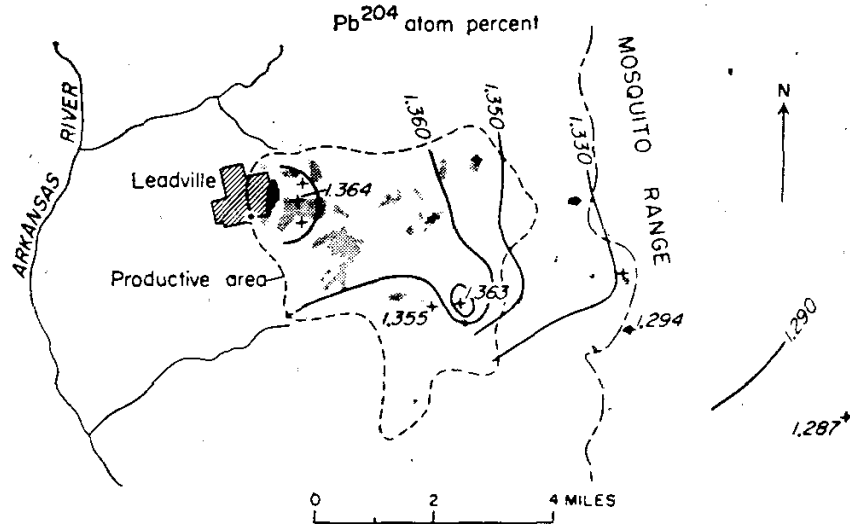 Pb204 atom percent
MOSQUITO RANGE
N
ARKANSAS RIVER
1.360
1.350
1.330
Leadville
1.364
Productive area
1.363
1.355
1.294
1.290
1.287
0 2 4 MILES